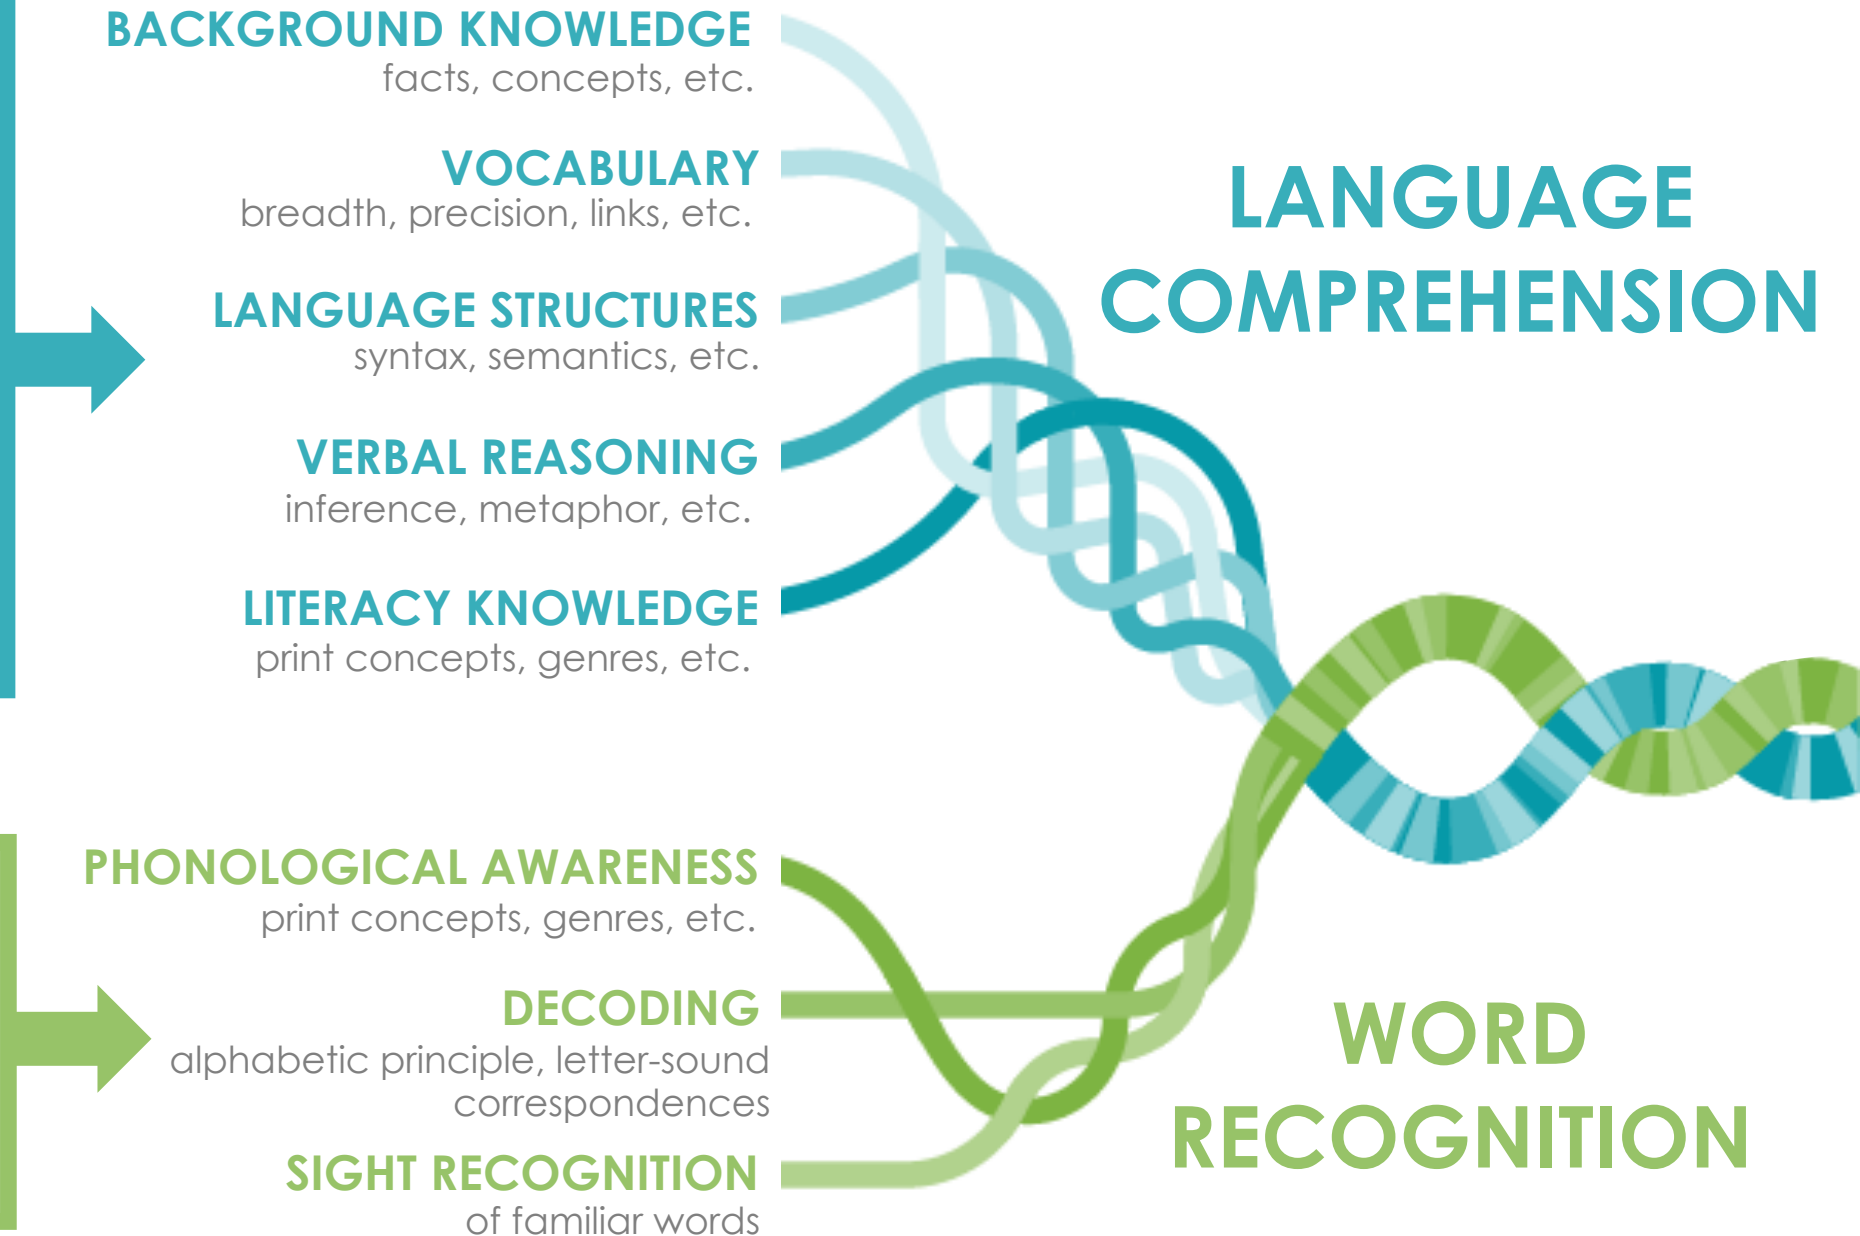 BACKGROUND KNOWLEDGE
facts, concepts, etc.
VOCABULARY
breadth, precision, links, etc.
LANGUAGE STRUCTURES
syntax, semantics, etc.
VERBAL REASONING
inference, metaphor, etc.
LITERACY KNOWLEDGE
print concepts, genres, etc.
LANGUAGE
COMPREHENSION
PHONOLOGICAL AWARENESS
print concepts, genres, etc.
DECODING
alphabetic principle, letter-sound
correspondences
SIGHT RECOGNITION
of familiar words
WORD
RECOGNITION